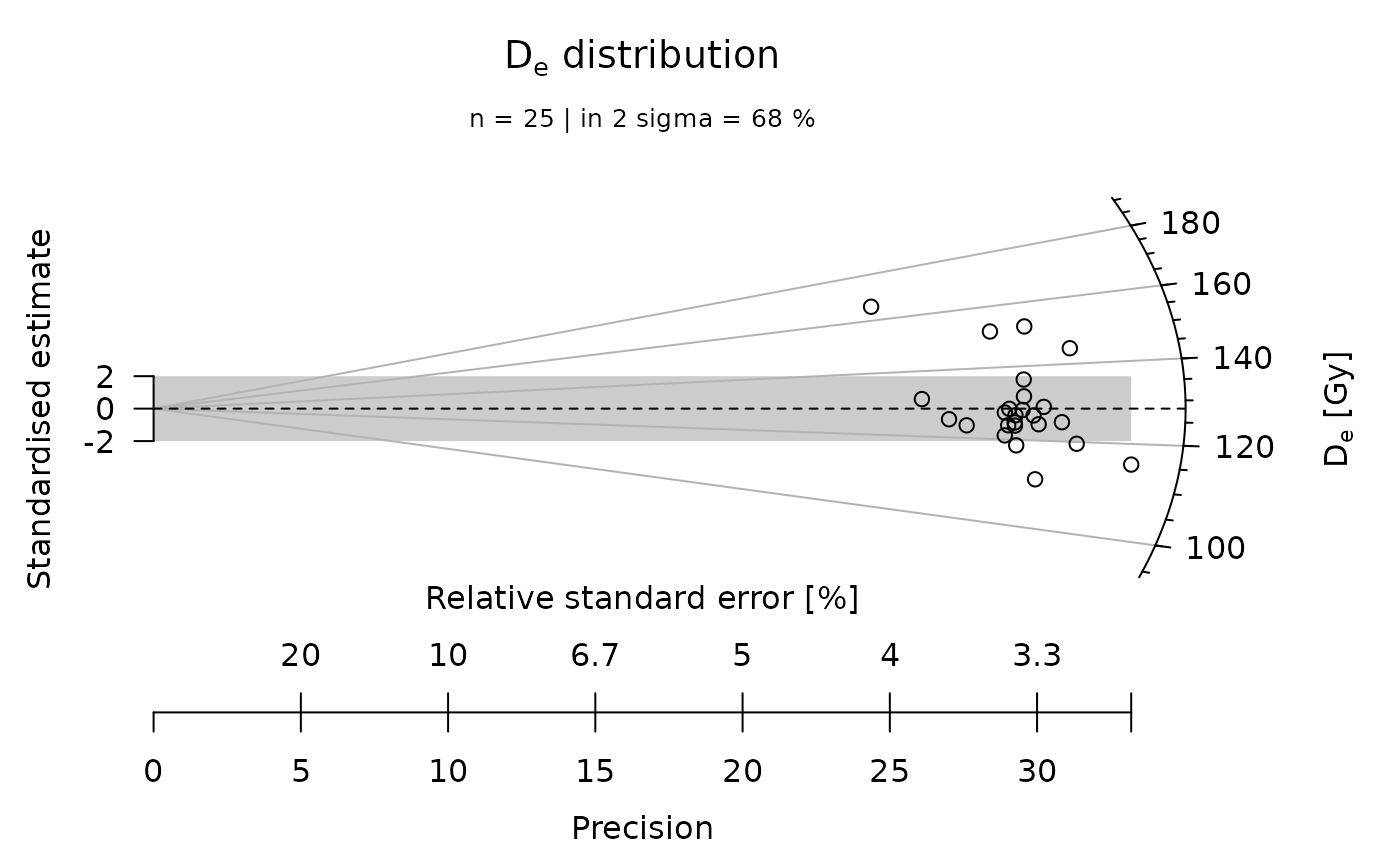 Dₑ distribution
n = 25 | in 2 sigma = 68 %
Standardised estimate
2
0
-2
180
160
140
120
100
Dₑ [Gy]
Relative standard error [%]
20 10 6.7 5 4 3.3
0 5 10 15 20 25 30
Precision